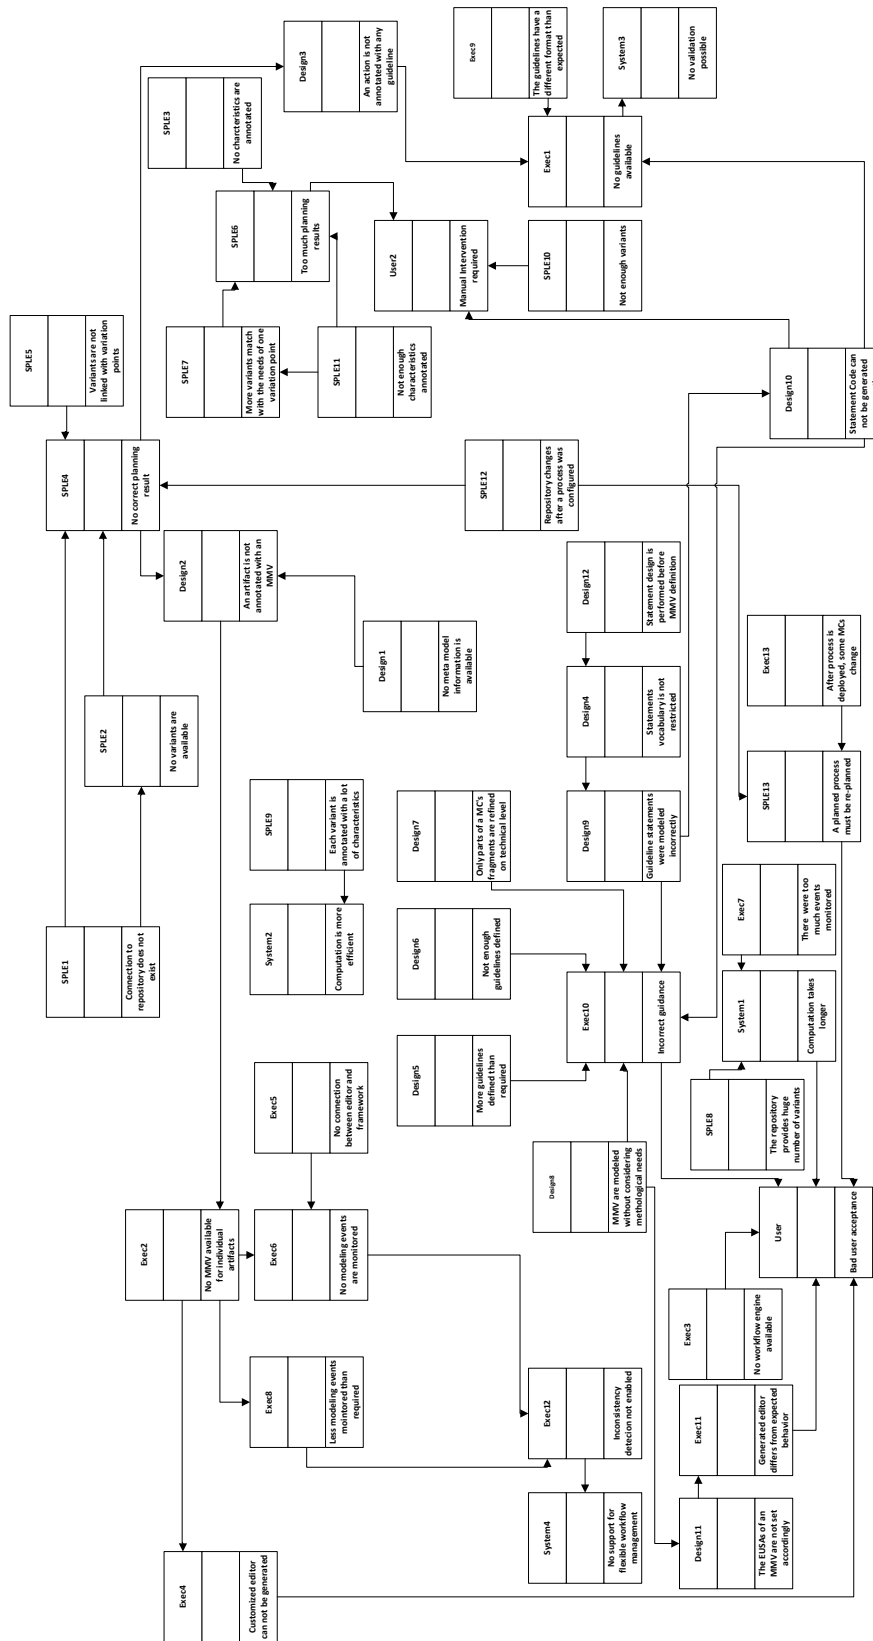 SPLE5
Variants are not
linked with variation
points
SPLE4
No correct planning
result
SPLE1
Connection to
repository does not
exist
SPLE2
No variants are
available
SPLE3
No charcteristics are
annotated
SPLE7
More variants match
with the needs of one
variation point
SPLE6
Too much planning
results
Design3
An action is not
annotated with any
guideline
Exec9
The guidelines have a
different format than
expected
System3
No validation
possible
Exec1
No guidelines
available
User2
Manual Intervention
required
SPLE10
Not enough variants
SPLE11
Not enough
characteristics
annotated
Design10
Statement Code can
not be generated
SPLE12
Repository changes
after a process was
configured
Design2
An artifact is not
annotated with an
MMV
Design1
No meta model
information is
available
Design12
Statement design is
performed before
MMV definition
Design4
Statements
vocabulary is not
restricted
Design9
Guideline statements
were modeled
incorrectly
Exec13
After process is
deployed, some MCs
change
SPLE13
A planned process
must be re-planned
SPLE9
Each variant is
annotated with a lot
of characteristics
System2
Computation is more
efficient
Design7
Only parts of a MC's
fragments are refined
on technical level
Design6
Not enough
guidelines defined
Design5
More guidelines
defined than
required
Exec10
Incorrect guidance
Exec7
There were too
much events
monitored
System1
Computation takes
longer
SPLE8
The repository
provides huge
number of variants
Design8
MMV are modeled
without considering
methological needs
User
Bad user acceptance
Exec5
No connection
between editor and
framework
Exec2
No MMV available
for individual
artifacts
Exec6
No modeling events
are monitored
Exec8
Less modeling events
mointored than
required
Exec3
No workflow engine
available
Exec12
Inconsistency
detecion not enabled
Exec11
Generated editor
differs from expected
behavior
System4
No support for
flexible workflow
management
Design11
The EUSAs of an
MMV are not set
accordingly
Exec4
Customized editor
can not be generated